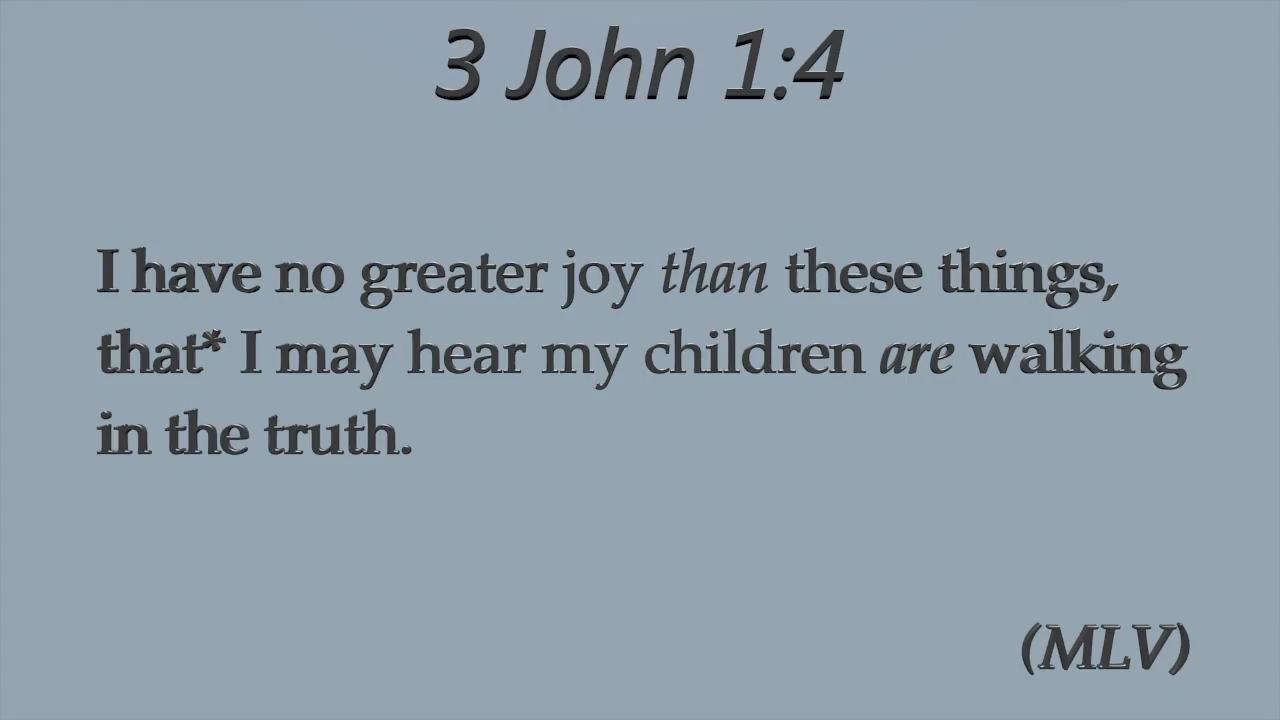 3 John 1:4
I have no greater joy than these things,
that* I may hear my children are walking
in the truth.
(MLV)